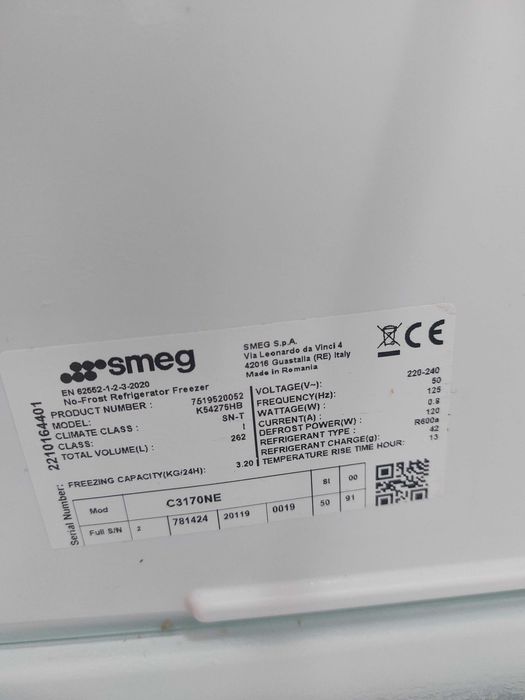 smeg
EN 62552-1-2-3-2020
No-Frost Refrigerator Freezer
PRODUCT NUMBER : 7519520052
MODEL: K54275HB
CLIMATE CLASS : SN-T
CLASS: I
TOTAL VOLUME(L): 262
FREEZING CAPACITY(KG/24H): 3.20
SMEG S.p.A.
Via Leonardo da Vinci 4
42016 Guastalla (RE) Italy
Made in Romania
CE
VOLTAGE(V~): 220-240
FREQUENCY(Hz): 50
WATTAGE(W): 125
CURRENT(A) : 0.8
DEFROST POWER(W) : 120
REFRIGERANT TYPE : R600a
REFRIGERANT CHARGE(g): 42
TEMPERATURE RISE TIME HOUR: 13
Serial Number: 2210164401
Mod C3170NE SI 00
Full S/N 2 781424 20119 0019 50 91